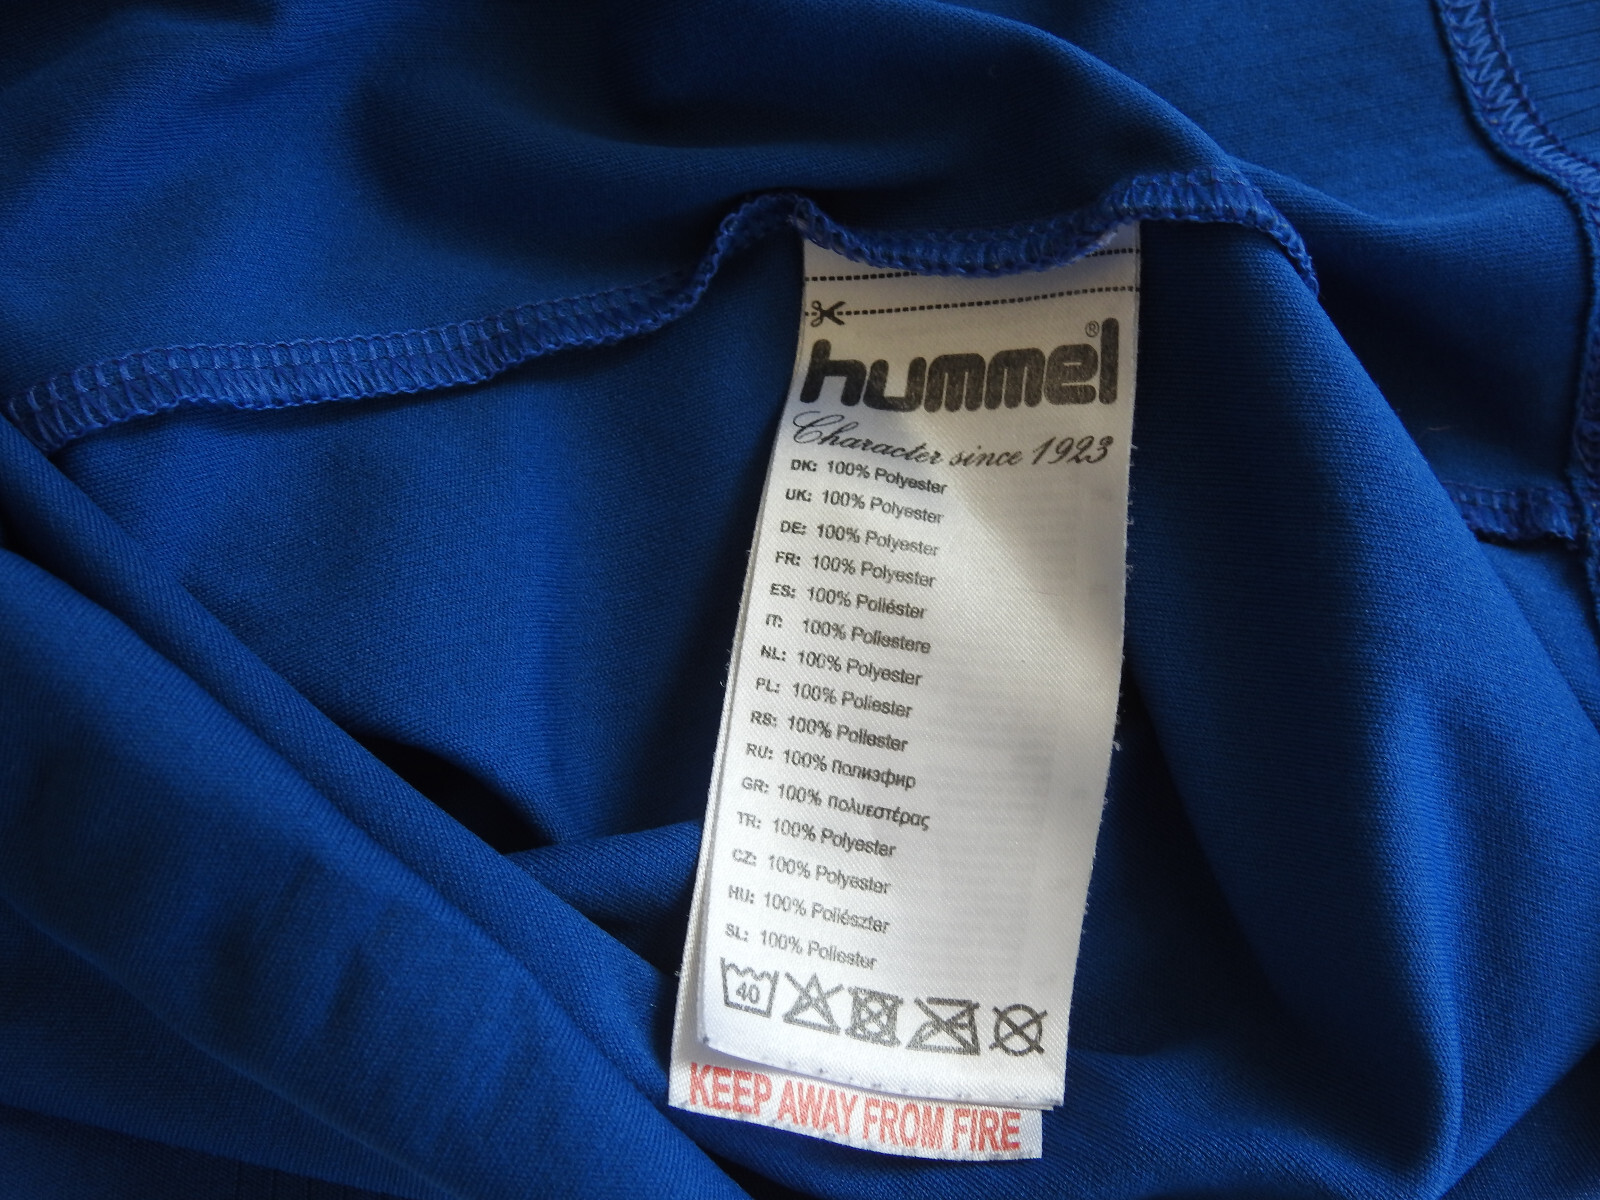 hummel®
Character since 1923
DK: 100% Polyester
UK: 100% Polyester
DE: 100% Polyester
FR: 100% Polyester
ES: 100% Poliéster
IT: 100% Poliestere
NL: 100% Polyester
PL: 100% Poliester
RS: 100% Poliester
RU: 100% полиэфир
GR: 100% πολυεστέρας
TR: 100% Polyester
CZ: 100% Polyester
HU: 100% Poliészter
SL: 100% Poliester
40
KEEP AWAY FROM FIRE